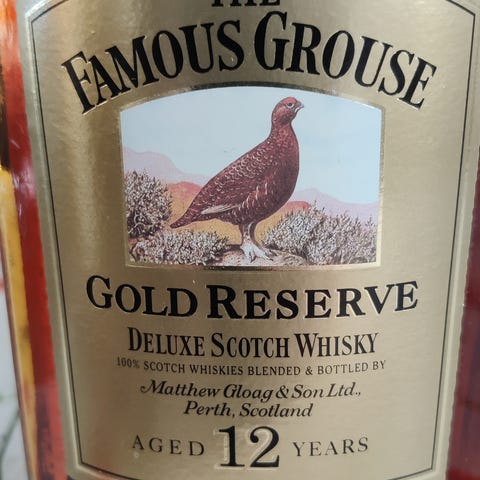 THE
FAMOUS GROUSE
GOLD RESERVE
DELUXE SCOTCH WHISKY
100% SCOTCH WHISKIES BLENDED & BOTTLED BY
Matthew Gloag & Son Ltd.,
Perth, Scotland
AGED 12 YEARS